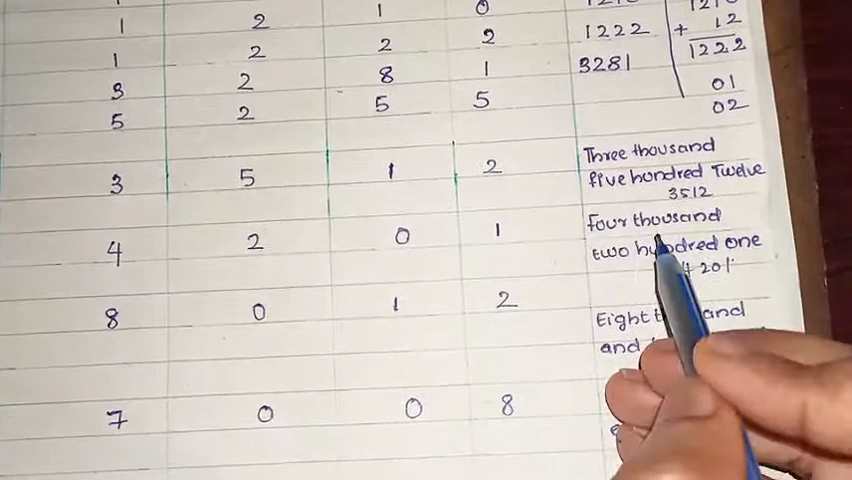 1 2 1 0
1 2 2 2 1222 + 12
3 2 8 1 3281 1222
5 2 5 5 01
02
3 5 1 2 Three thousand
five hundred Twelve
3512
4 2 0 1 four thousand
two hundred one
4201
8 0 1 2 Eight and
and
7 0 0 8